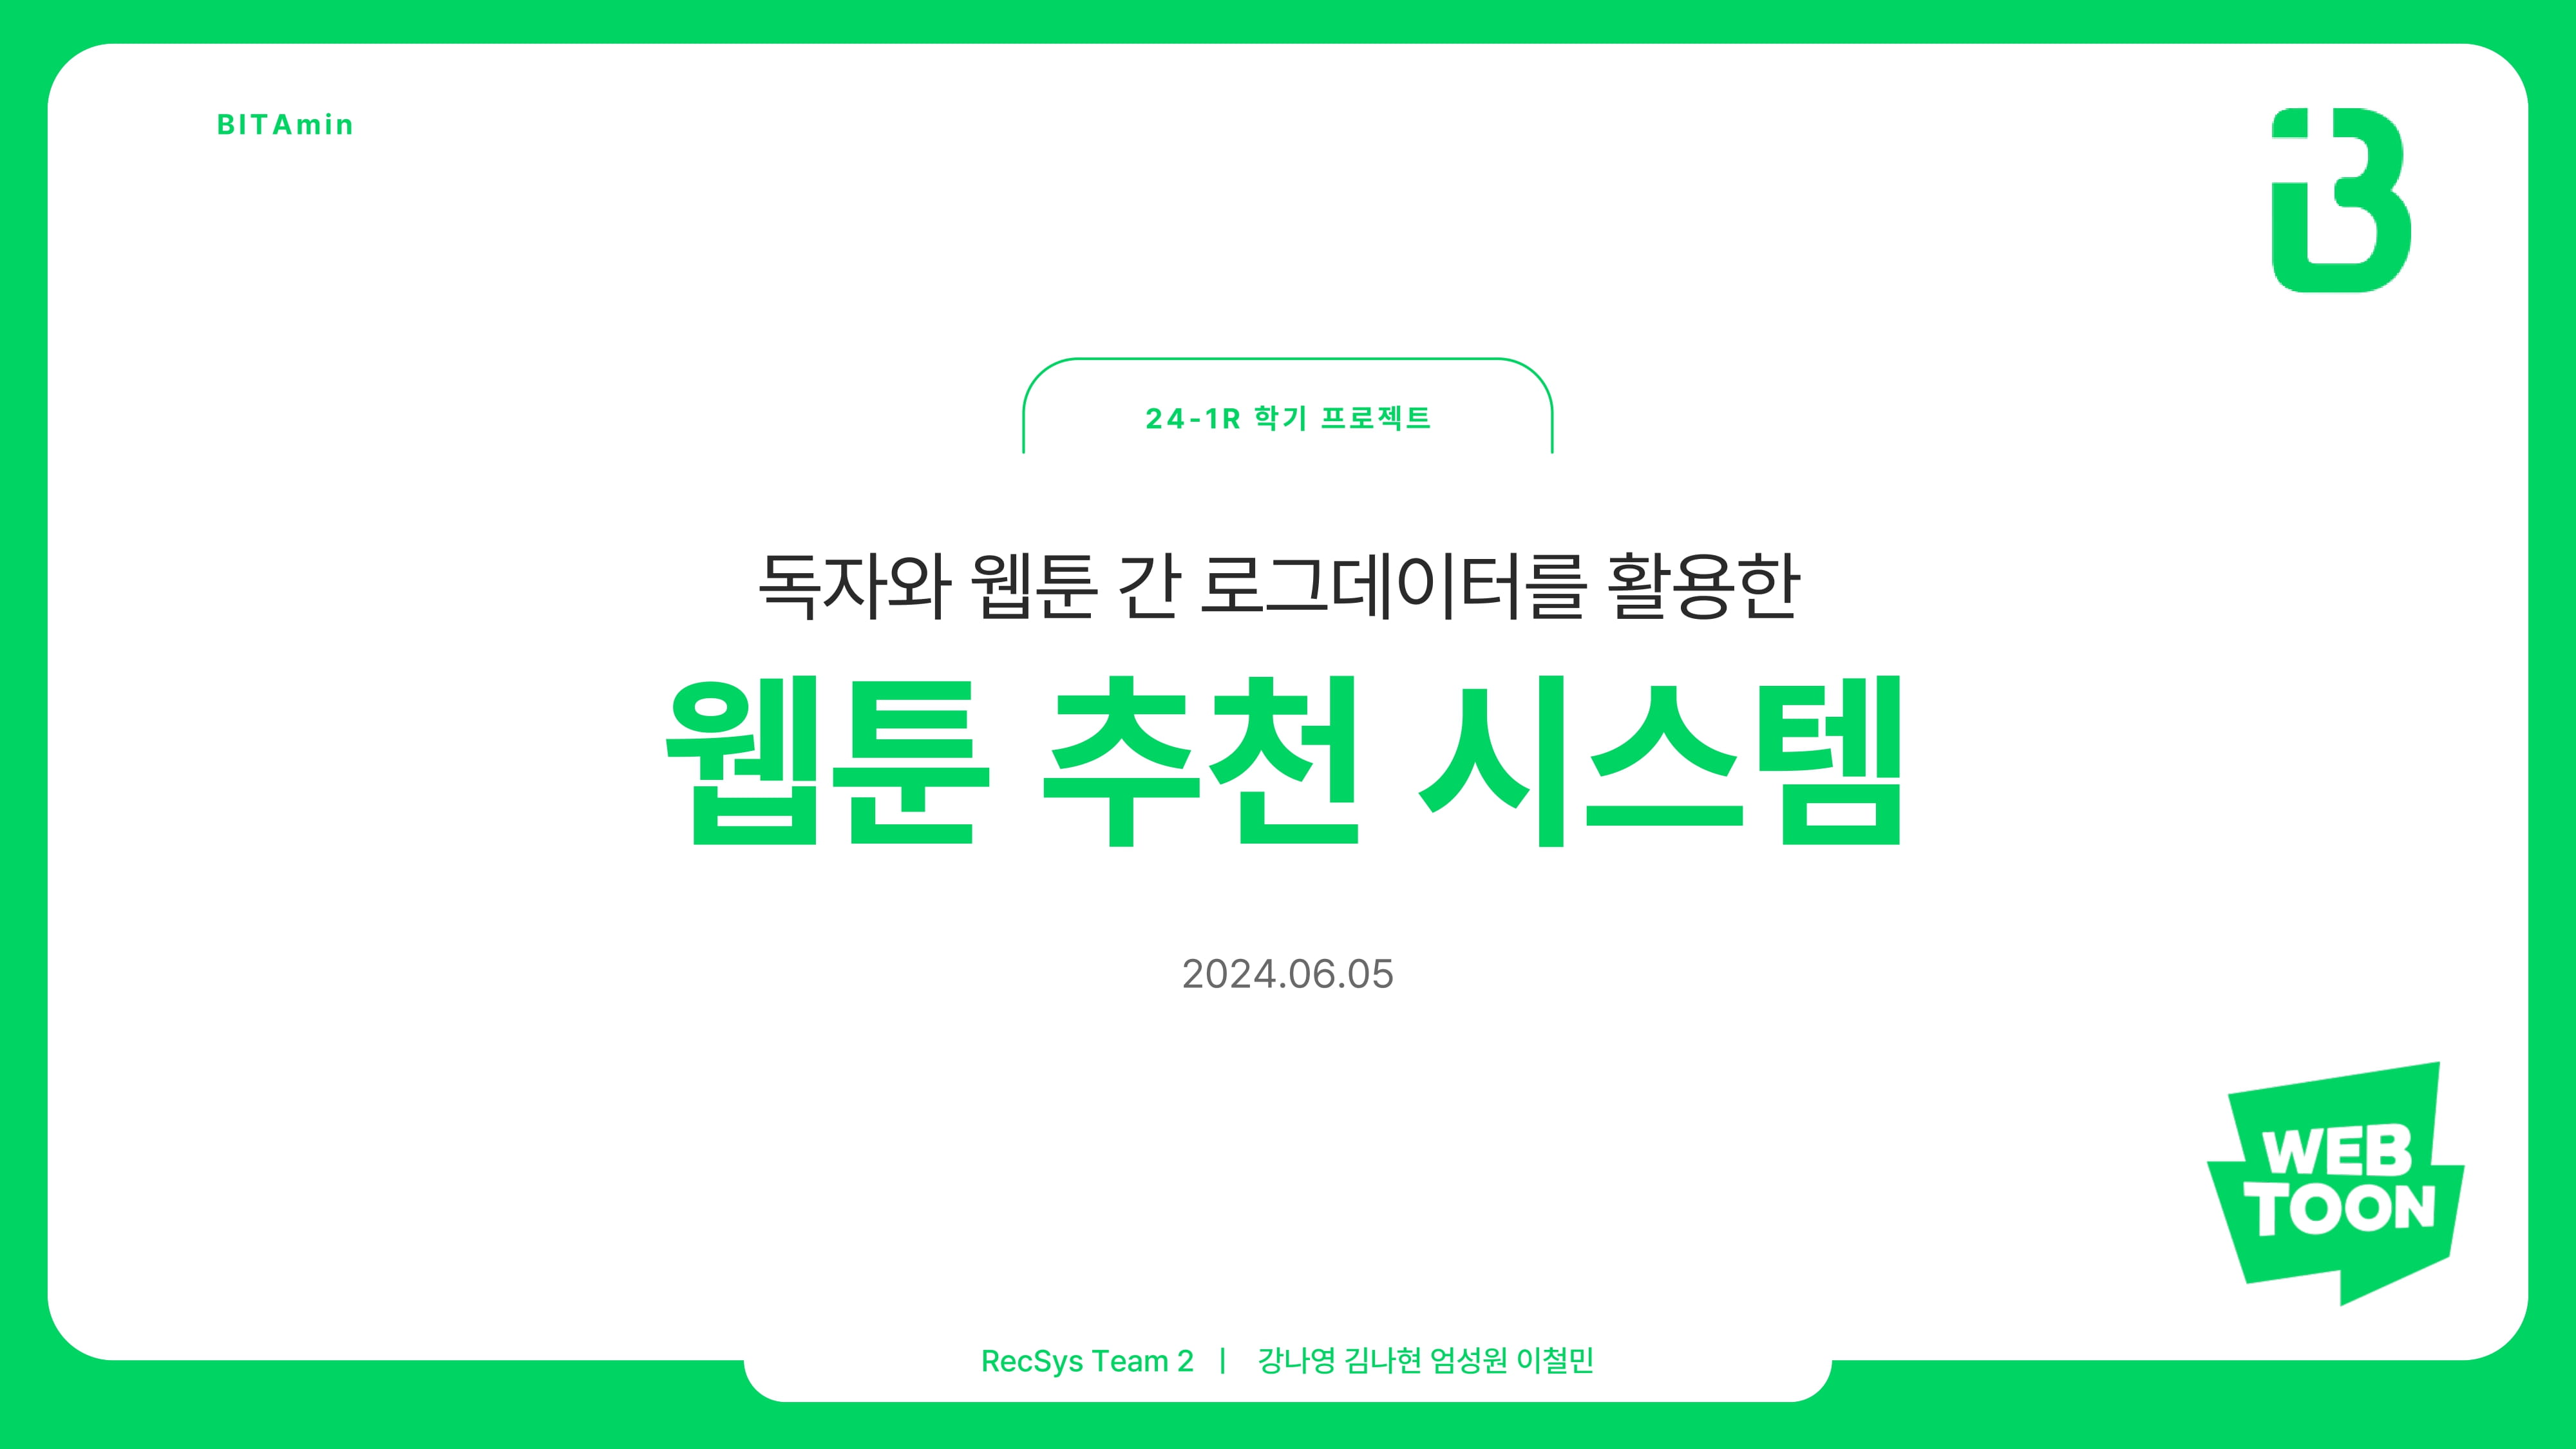 BITAmin
24-1R 학기 프로젝트
독자와 웹툰 간 로그데이터를 활용한
웹툰 추천 시스템
2024.06.05
WEB
TOON
RecSys Team 2 | 강나영 김나현 엄성원 이철민